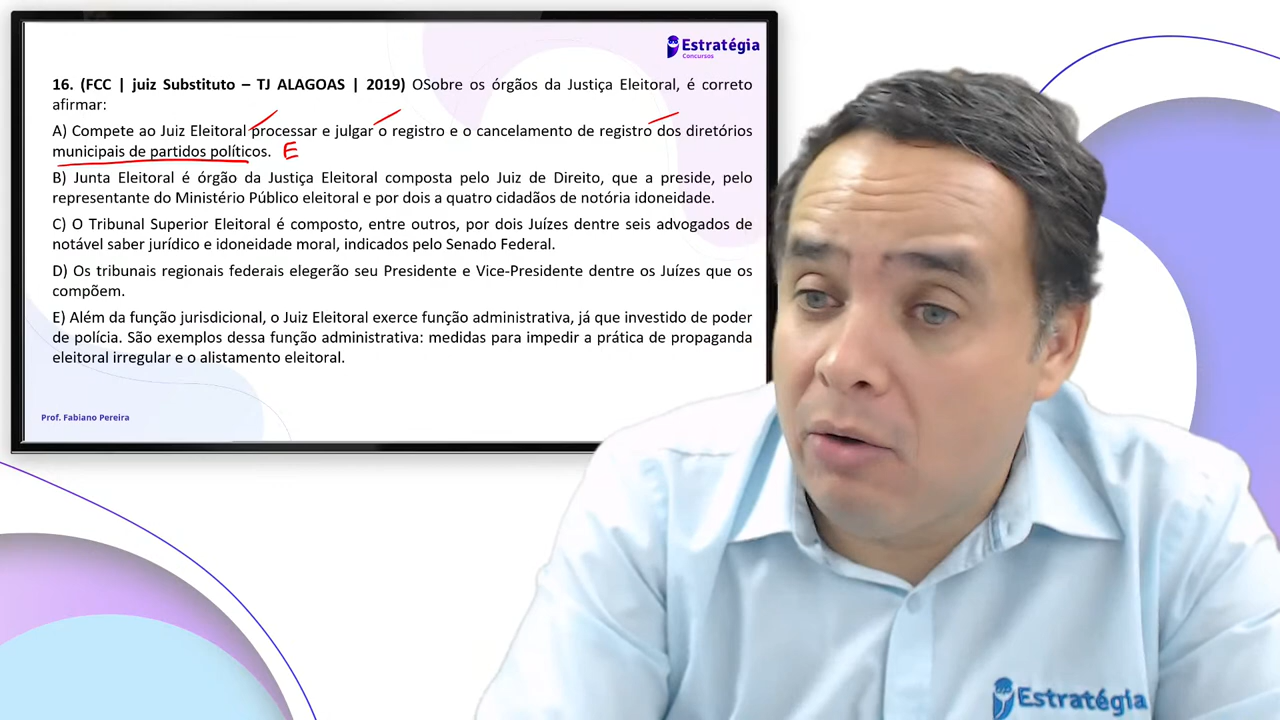 Estratégia
Concursos
16. (FCC | juiz Substituto – TJ ALAGOAS | 2019) OSobre os órgãos da Justiça Eleitoral, é correto
afirmar:
A) Compete ao Juiz Eleitoral processar e julgar o registro e o cancelamento de registro dos diretórios
municipais de partidos políticos. E
B) Junta Eleitoral é órgão da Justiça Eleitoral composta pelo Juiz de Direito, que a preside, pelo
representante do Ministério Público eleitoral e por dois a quatro cidadãos de notória idoneidade.
C) O Tribunal Superior Eleitoral é composto, entre outros, por dois Juízes dentre seis advogados de
notável saber jurídico e idoneidade moral, indicados pelo Senado Federal.
D) Os tribunais regionais federais elegerão seu Presidente e Vice-Presidente dentre os Juízes que os
compõem.
E) Além da função jurisdicional, o Juiz Eleitoral exerce função administrativa, já que investido de poder
de polícia. São exemplos dessa função administrativa: medidas para impedir a prática de propaganda
eleitoral irregular e o alistamento eleitoral.
Prof. Fabiano Pereira
Estratégia